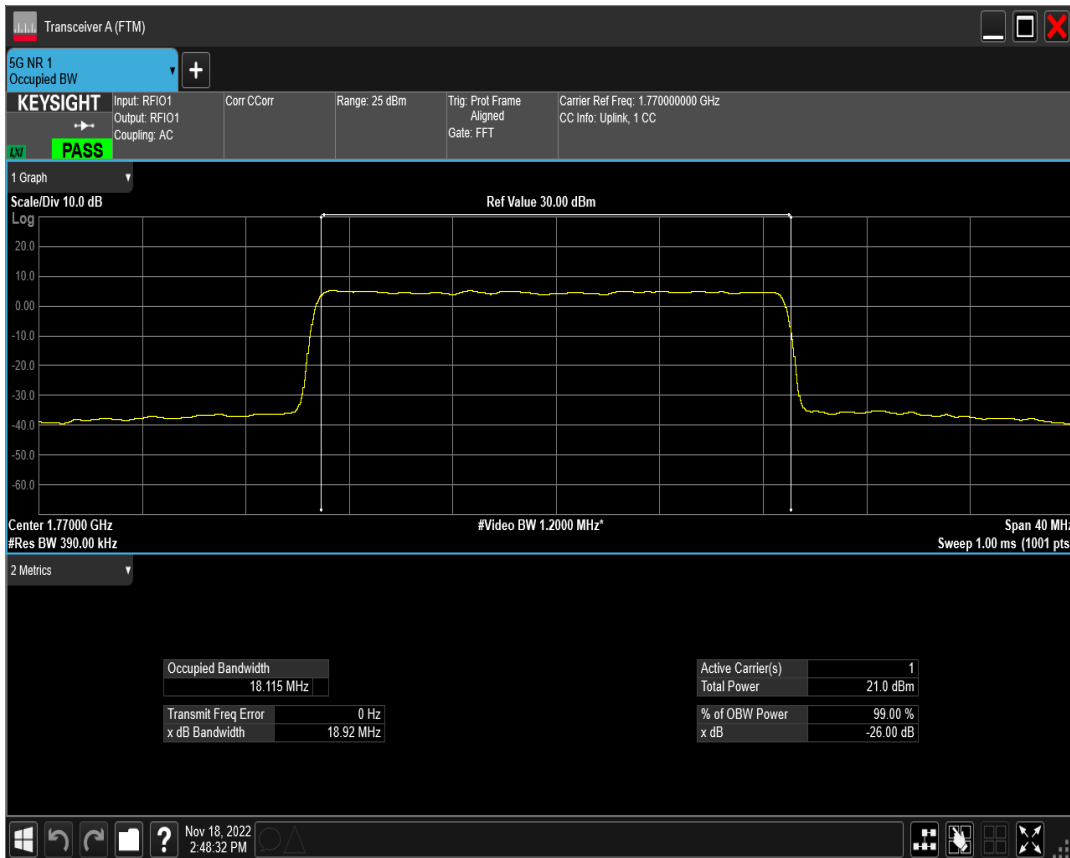 Transceiver A (FTM)
5G NR 1
Occupied BW
+
KEYSIGHT
LXI
PASS
Input: RFIO1
Output: RFIO1
Coupling: AC
Corr CCorr
Range: 25 dBm
Trig: Prot Frame
Aligned
Gate: FFT
Carrier Ref Freq: 1.770000000 GHz
CC Info: Uplink, 1 CC
1 Graph
Scale/Div 10.0 dB
Ref Value 30.00 dBm
Log
20.0
10.0
0.00
-10.0
-20.0
-30.0
-40.0
-50.0
-60.0
Center 1.77000 GHz
#Video BW 1.2000 MHz*
Span 40 MHz
#Res BW 390.00 kHz
Sweep 1.00 ms (1001 pts
2 Metrics
Occupied Bandwidth
18.115 MHz
Transmit Freq Error 0 Hz
x dB Bandwidth 18.92 MHz
Active Carrier(s) 1
Total Power 21.0 dBm
% of OBW Power 99.00 %
x dB -26.00 dB
?
Nov 18, 2022
2:48:32 PM